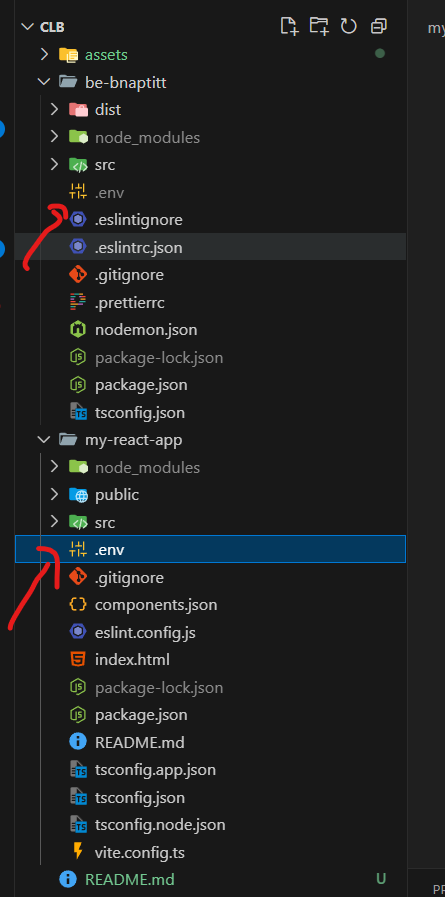 CLB
my
assets
be-bnaptitt
dist
node_modules
src
.env
.eslintignore
.eslintrc.json
.gitignore
.prettierrc
nodemon.json
package-lock.json
package.json
tsconfig.json
my-react-app
node_modules
public
src
.env
.gitignore
components.json
eslint.config.js
index.html
package-lock.json
package.json
README.md
tsconfig.app.json
tsconfig.json
tsconfig.node.json
vite.config.ts
README.md U